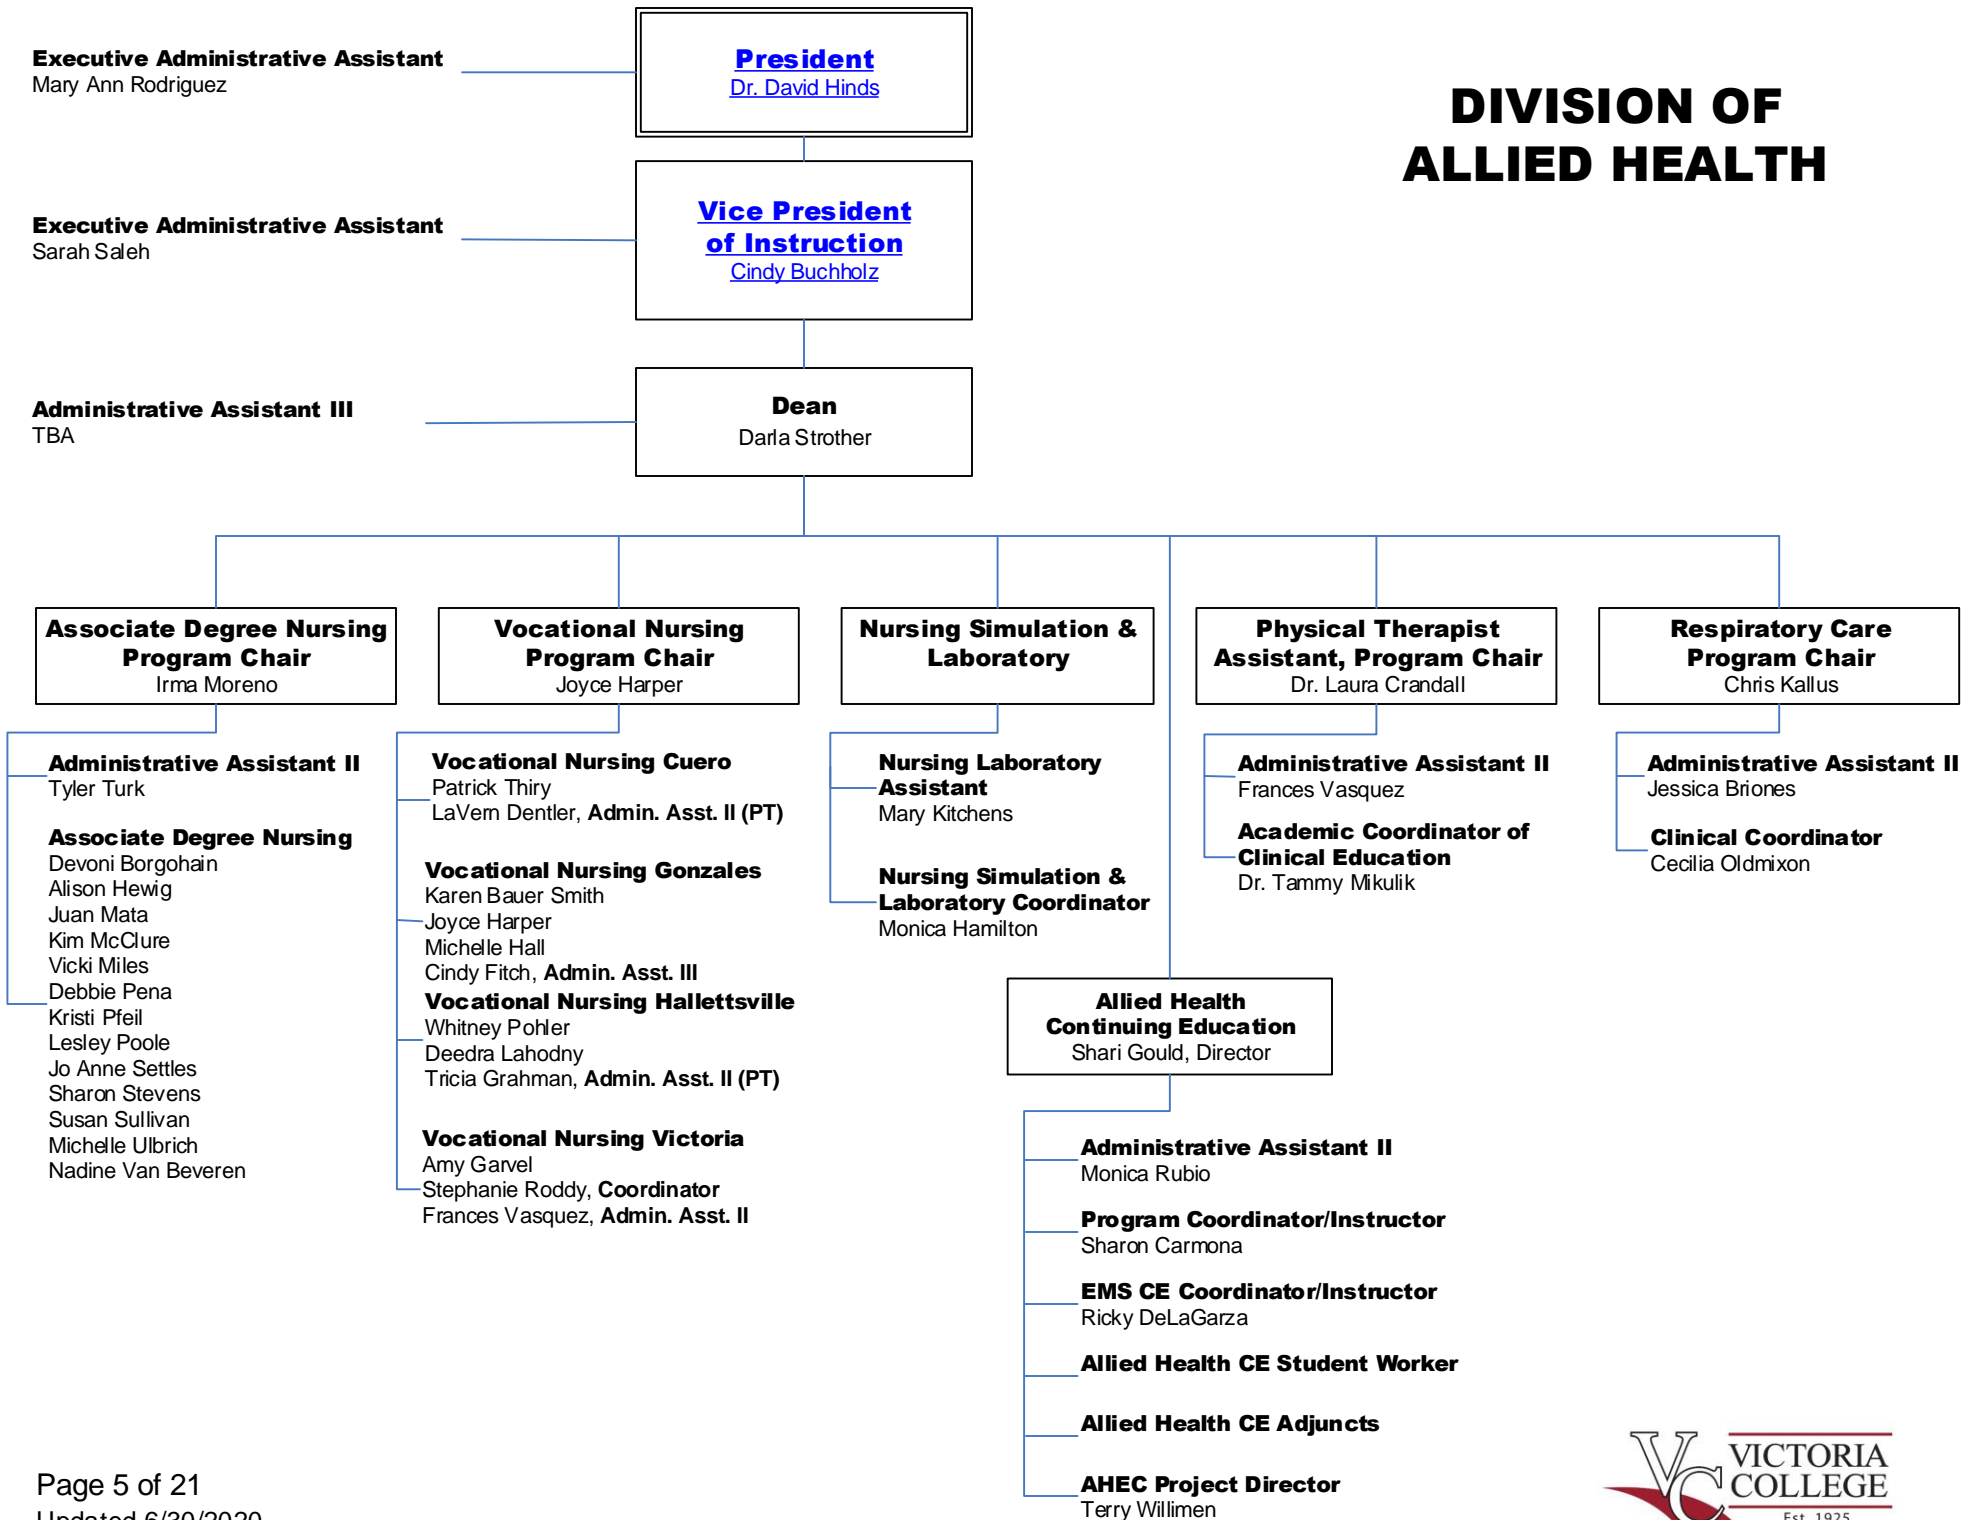 Executive Administrative Assistant
Mary Ann Rodriguez
President
Dr. David Hinds
DIVISION OF
ALLIED HEALTH
Executive Administrative Assistant
Sarah Saleh
Vice President
of Instruction
Cindy Buchholz
Administrative Assistant III
TBA
Dean
Darla Strother
Associate Degree Nursing
Program Chair
Irma Moreno
Administrative Assistant II
Tyler Turk
Associate Degree Nursing
Devoni Borgohain
Alison Hewig
Juan Mata
Kim McClure
Vicki Miles
Debbie Pena
Kristi Pfeil
Lesley Poole
Jo Anne Settles
Sharon Stevens
Susan Sullivan
Michelle Ulbrich
Nadine Van Beveren
Vocational Nursing
Program Chair
Joyce Harper
Vocational Nursing Cuero
Patrick Thiry
LaVern Dentler, Admin. Asst. II (PT)
Vocational Nursing Gonzales
Karen Bauer Smith
Joyce Harper
Michelle Hall
Cindy Fitch, Admin. Asst. III
Vocational Nursing Hallettsville
Whitney Pohler
Deedra Lahodny
Tricia Grahman, Admin. Asst. II (PT)
Vocational Nursing Victoria
Amy Garvel
Stephanie Roddy, Coordinator
Frances Vasquez, Admin. Asst. II
Nursing Simulation &
Laboratory
Nursing Laboratory
Assistant
Mary Kitchens
Nursing Simulation &
Laboratory Coordinator
Monica Hamilton
Physical Therapist
Assistant, Program Chair
Dr. Laura Crandall
Administrative Assistant II
Frances Vasquez
Academic Coordinator of
Clinical Education
Dr. Tammy Mikulik
Respiratory Care
Program Chair
Chris Kallus
Administrative Assistant II
Jessica Briones
Clinical Coordinator
Cecilia Oldmixon
Allied Health
Continuing Education
Shari Gould, Director
Administrative Assistant II
Monica Rubio
Program Coordinator/Instructor
Sharon Carmona
EMS CE Coordinator/Instructor
Ricky DeLaGarza
Allied Health CE Student Worker
Allied Health CE Adjuncts
AHEC Project Director
Terry Willimen
Page 5 of 21
Updated 6/30/2020
VC
VICTORIA
COLLEGE
Est. 1925